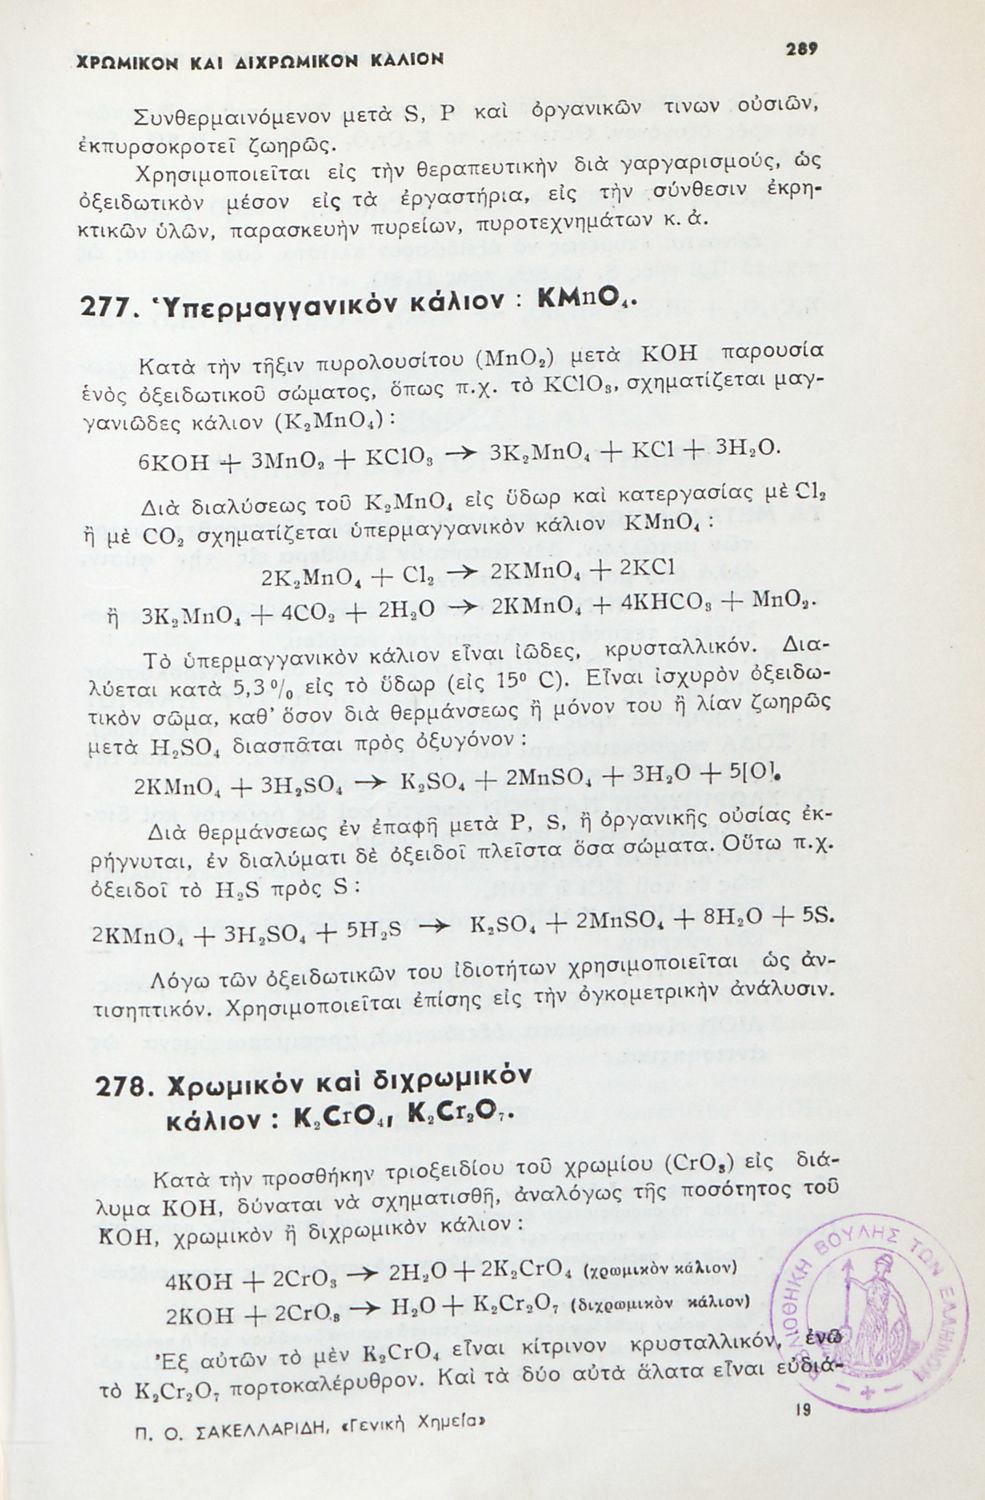 ΧΡΩΜΙΚΟΝ ΚΑΙ ΔΙΧΡΩΜΙΚΟΝ ΚΑΛΙΟΝ 289
Συνθερμαινόμενον μετὰ S, P καὶ ὀργανικῶν τινων οὐσιῶν,
ἐκπυρσοκροτεῖ ζωηρῶς.
Χρησιμοποιεῖται εἰς τὴν θεραπευτικὴν διὰ γαργαρισμούς, ὡς
ὀξειδωτικὸν μέσον εἰς τὰ ἐργαστήρια, εἰς τὴν σύνθεσιν ἐκρη-
κτικῶν ὑλῶν, παρασκευὴν πυρείων, πυροτεχνημάτων κ. ἀ.
277. Ὑπερμαγγανικὸν κάλιον : KMnO₄.
Κατὰ τὴν τῆξιν πυρολουσίτου (MnO₂) μετὰ KOH παρουσία
ἑνὸς ὀξειδωτικοῦ σώματος, ὅπως π.χ. τὸ KClO₃, σχηματίζεται μαγ-
γανιῶδες κάλιον (K₂MnO₄) :
6KOH + 3MnO₂ + KClO₃ → 3K₂MnO₄ + KCl + 3H₂O.
Διὰ διαλύσεως τοῦ K₂MnO₄ εἰς ὕδωρ καὶ κατεργασίας μὲ Cl₂
ἢ μὲ CO₂ σχηματίζεται ὑπερμαγγανικὸν κάλιον KMnO₄ :
2K₂MnO₄ + Cl₂ → 2KMnO₄ + 2KCl
ἢ 3K₂MnO₄ + 4CO₂ + 2H₂O → 2KMnO₄ + 4KHCO₃ + MnO₂.
Τὸ ὑπερμαγγανικὸν κάλιον εἶναι ἰῶδες, κρυσταλλικόν. Δια-
λύεται κατὰ 5,3 % εἰς τὸ ὕδωρ (εἰς 15⁰ C). Εἶναι ἰσχυρὸν ὀξειδω-
τικὸν σῶμα, καθ' ὅσον διὰ θερμάνσεως ἢ μόνον του ἢ λίαν ζωηρῶς
μετὰ H₂SO₄ διασπᾶται πρὸς ὀξυγόνον :
2KMnO₄ + 3H₂SO₄ → K₂SO₄ + 2MnSO₄ + 3H₂O + 5[O].
Διὰ θερμάνσεως ἐν ἐπαφῇ μετὰ P, S, ἢ ὀργανικῆς οὐσίας ἐκ-
ρήγνυται, ἐν διαλύματι δὲ ὀξειδοῖ πλεῖστα ὅσα σώματα. Οὕτω π.χ.
ὀξειδοῖ τὸ H₂S πρὸς S :
2KMnO₄ + 3H₂SO₄ + 5H₂S → K₂SO₄ + 2MnSO₄ + 8H₂O + 5S.
Λόγω τῶν ὀξειδωτικῶν του ἰδιοτήτων χρησιμοποιεῖται ὡς ἀν-
τισηπτικόν. Χρησιμοποιεῖται ἐπίσης εἰς τὴν ὀγκομετρικὴν ἀνάλυσιν.
278. Χρωμικὸν καὶ διχρωμικὸν
κάλιον : K₂CrO₄, K₂Cr₂O₇.
Κατὰ τὴν προσθήκην τριοξειδίου τοῦ χρωμίου (CrO₃) εἰς διά-
λυμα KOH, δύναται νὰ σχηματισθῇ, ἀναλόγως τῆς ποσότητος τοῦ
KOH, χρωμικὸν ἢ διχρωμικὸν κάλιον :
4KOH + 2CrO₃ → 2H₂O + 2K₂CrO₄ (χρωμικὸν κάλιον)
2KOH + 2CrO₃ → H₂O + K₂Cr₂O₇ (διχρωμικὸν κάλιον)
Ἐξ αὐτῶν τὸ μὲν K₂CrO₄ εἶναι κίτρινον κρυσταλλικόν, ἐνῶ
τὸ K₂Cr₂O₇ πορτοκαλέρυθρον. Καὶ τὰ δύο αὐτὰ ἅλατα εἶναι εὐδιά-
Π. Ο. ΣΑΚΕΛΛΑΡΙΔΗ, «Γενικὴ Χημεία» 19
ΒΙΒΛΙΟΘΗΚΗ ΒΟΥΛΗΣ ΤΩΝ ΕΛΛΗΝΩΝ